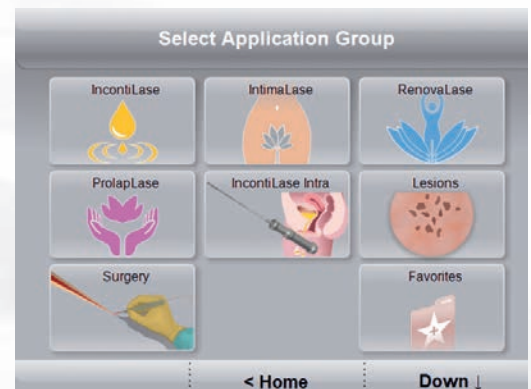 Select Application Group
IncontiLase
IntimaLase
RenovaLase
ProlapLase
IncontiLase Intra
Lesions
Surgery
Favorites
< Home
Down ↓